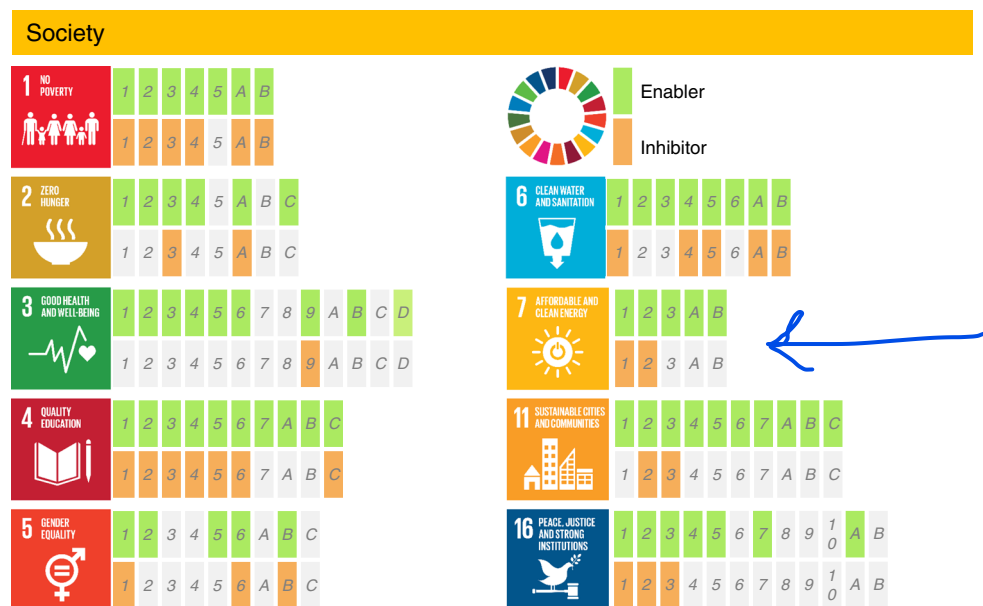 Society
1 NO
POVERTY
1 2 3 4 5 A B
1 2 3 4 5 A B
Enabler
Inhibitor
2 ZERO
HUNGER
1 2 3 4 5 A B C
1 2 3 4 5 A B C
6 CLEAN WATER
AND SANITATION
1 2 3 4 5 6 A B
1 2 3 4 5 6 A B
3 GOOD HEALTH
AND WELL-BEING
1 2 3 4 5 6 7 8 9 A B C D
1 2 3 4 5 6 7 8 9 A B C D
7 AFFORDABLE AND
CLEAN ENERGY
1 2 3 A B
1 2 3 A B
4 QUALITY
EDUCATION
1 2 3 4 5 6 7 A B C
1 2 3 4 5 6 7 A B C
11 SUSTAINABLE CITIES
AND COMMUNITIES
1 2 3 4 5 6 7 A B C
1 2 3 4 5 6 7 A B C
5 GENDER
EQUALITY
1 2 3 4 5 6 A B C
1 2 3 4 5 6 A B C
16 PEACE, JUSTICE
AND STRONG
INSTITUTIONS
1 2 3 4 5 6 7 8 9 10 A B
1 2 3 4 5 6 7 8 9 10 A B